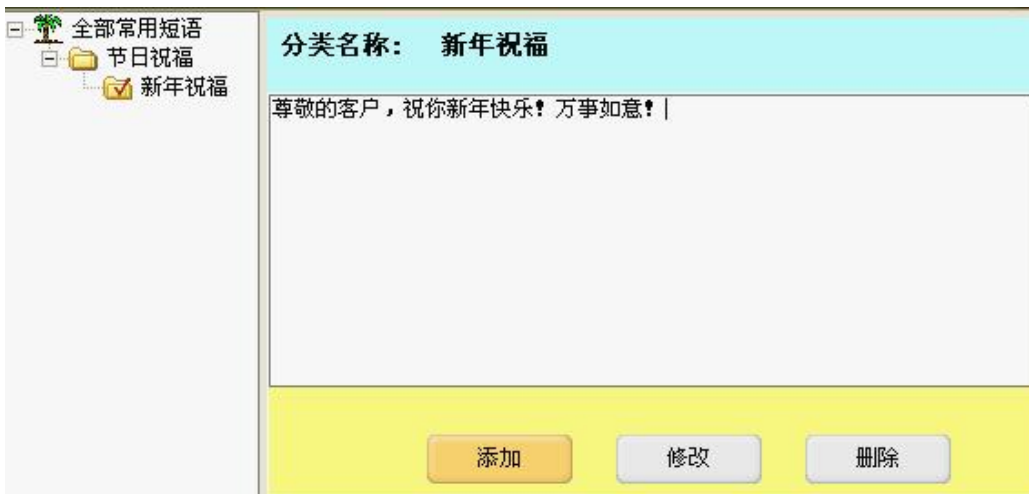 全部常用短语
节日祝福
新年祝福
分类名称: 新年祝福
尊敬的客户，祝你新年快乐！万事如意！
添加 修改 删除